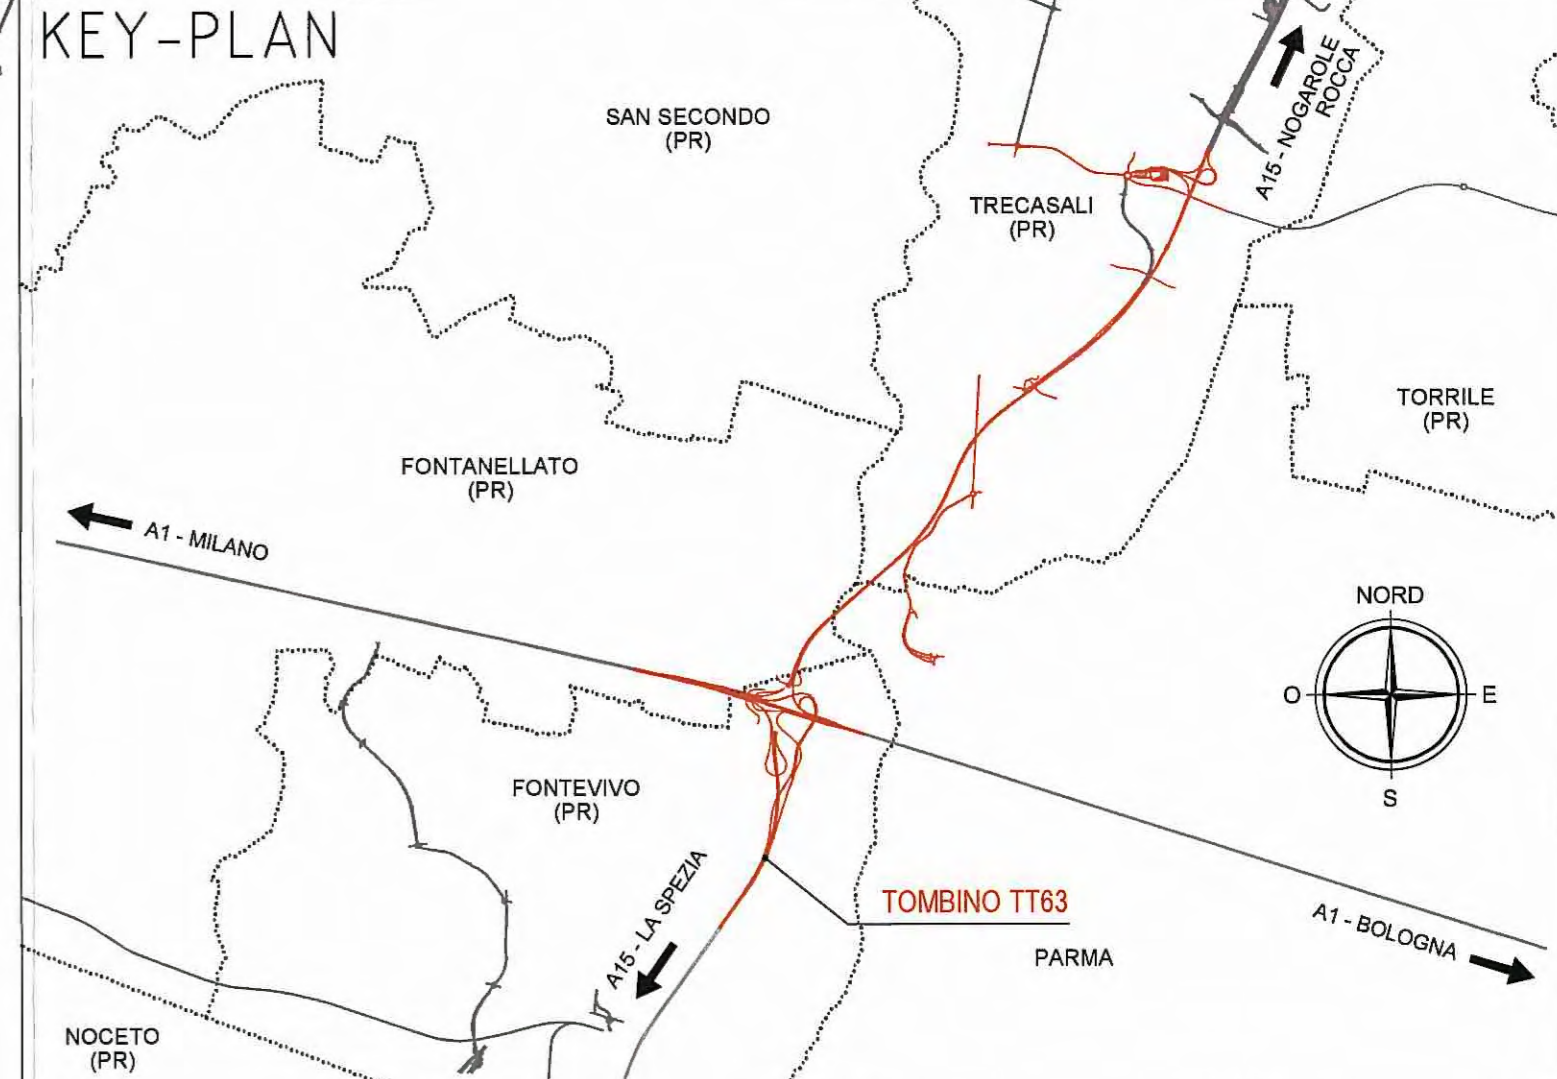 KEY-PLAN
SAN SECONDO
(PR)
A15 - NOGAROLE
ROCCA
TRECASALI
(PR)
TORRILE
(PR)
FONTANELLATO
(PR)
A1 - MILANO
NORD
O
E
S
FONTEVIVO
(PR)
A15 - LA SPEZIA
TOMBINO TT63
PARMA
A1 - BOLOGNA
NOCETO
(PR)